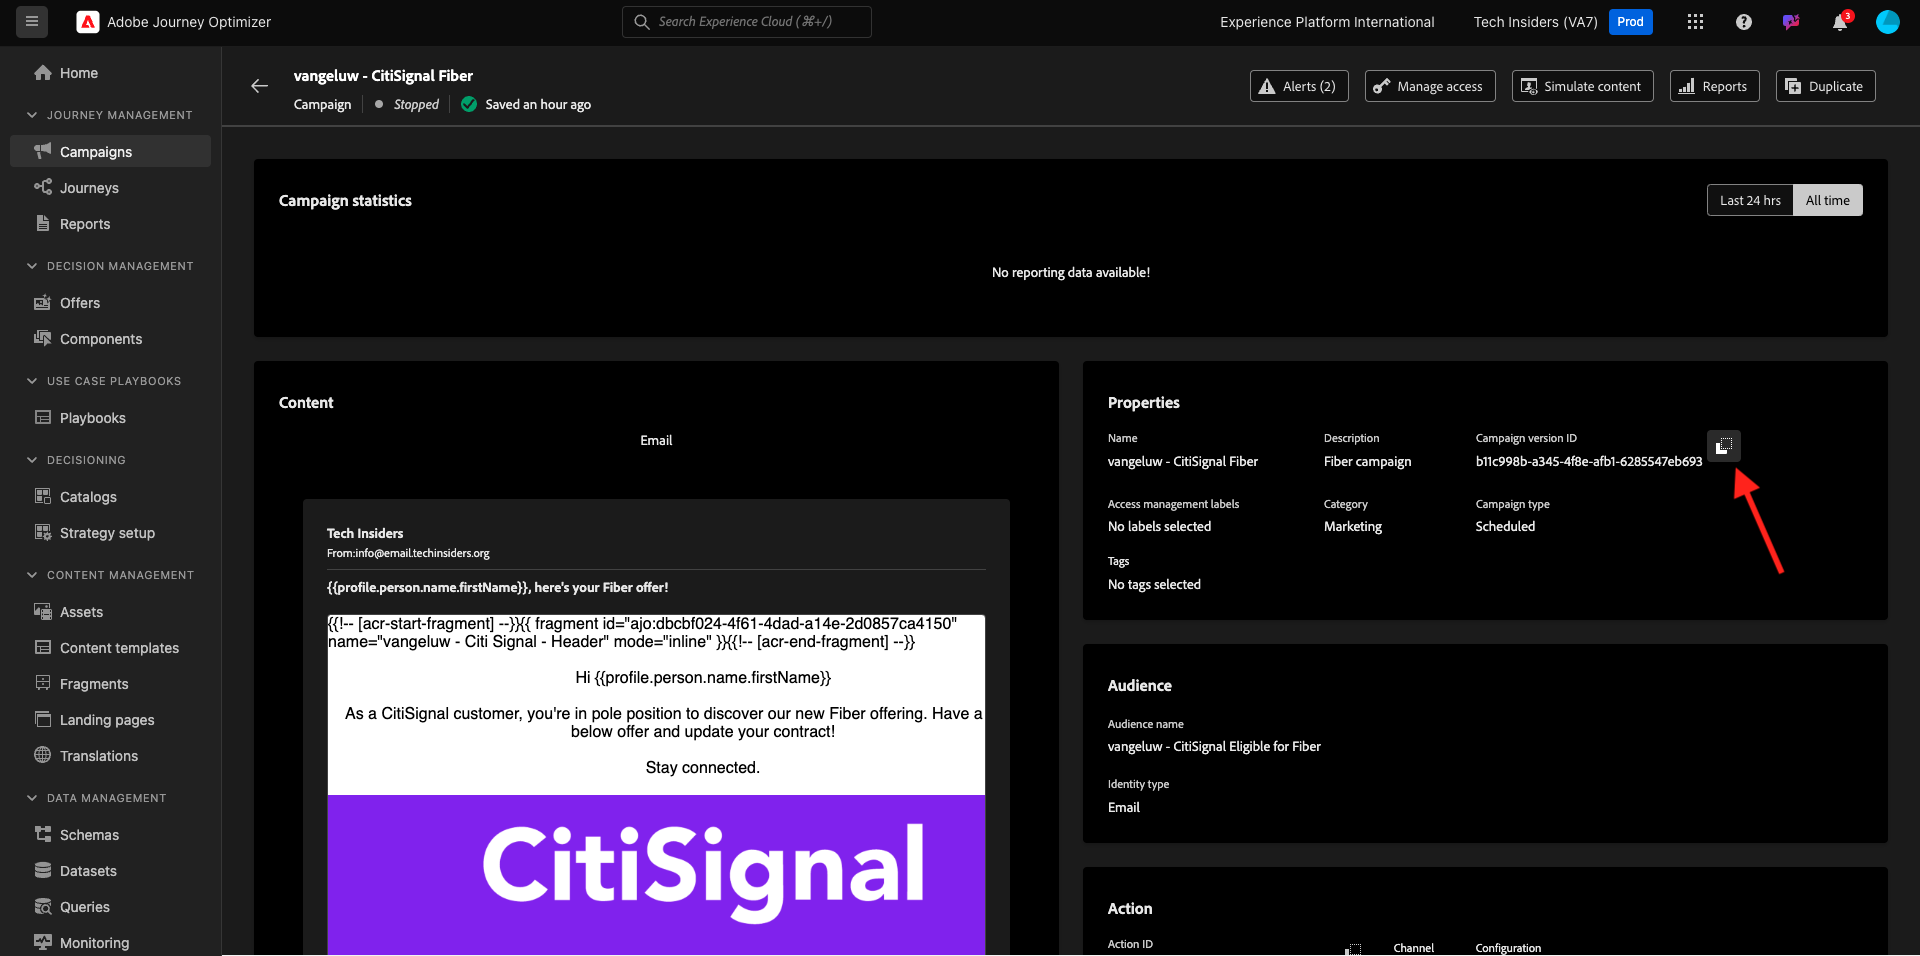 Adobe Journey Optimizer
Search Experience Cloud (⌘+/)
Experience Platform International
Tech Insiders (VA7)
Prod
3
Home
JOURNEY MANAGEMENT
Campaigns
Journeys
Reports
DECISION MANAGEMENT
Offers
Components
USE CASE PLAYBOOKS
Playbooks
DECISIONING
Catalogs
Strategy setup
CONTENT MANAGEMENT
Assets
Content templates
Fragments
Landing pages
Translations
DATA MANAGEMENT
Schemas
Datasets
Queries
Monitoring
vangeluw - CitiSignal Fiber
Campaign
Stopped
Saved an hour ago
Alerts (2)
Manage access
Simulate content
Reports
Duplicate
Campaign statistics
Last 24 hrs
All time
No reporting data available!
Content
Email
Tech Insiders
From:info@email.techinsiders.org
{{profile.person.name.firstName}}, here's your Fiber offer!
{{!-- [acr-start-fragment] --}}{{ fragment id="ajo:dbcbf024-4f61-4dad-a14e-2d0857ca4150"
name="vangeluw - Citi Signal - Header" mode="inline" }}{{!-- [acr-end-fragment] --}}
Hi {{profile.person.name.firstName}}
As a CitiSignal customer, you're in pole position to discover our new Fiber offering. Have a
below offer and update your contract!
Stay connected.
CitiSignal
Properties
Name
vangeluw - CitiSignal Fiber
Description
Fiber campaign
Campaign version ID
b11c998b-a345-4f8e-afb1-6285547eb693
Access management labels
No labels selected
Category
Marketing
Campaign type
Scheduled
Tags
No tags selected
Audience
Audience name
vangeluw - CitiSignal Eligible for Fiber
Identity type
Email
Action
Action ID
Channel
Configuration